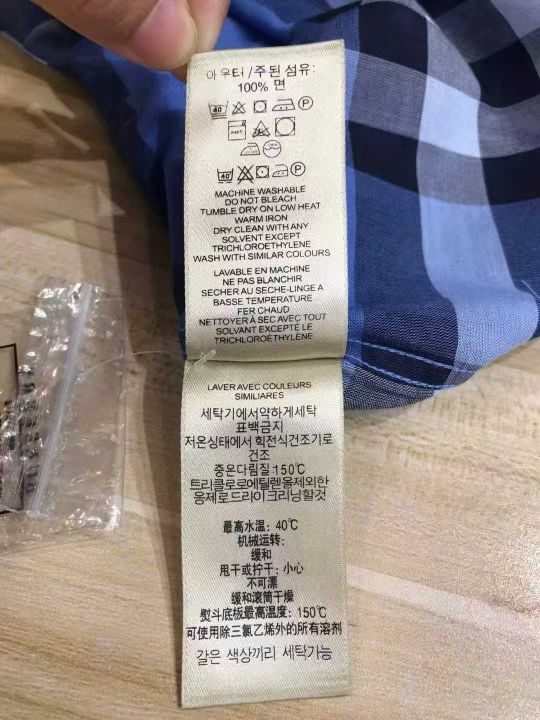 아우터/주된 섬유:
100% 면
40
P
40
P
MACHINE WASHABLE
DO NOT BLEACH
TUMBLE DRY ON LOW HEAT
WARM IRON
DRY CLEAN WITH ANY
SOLVENT EXCEPT
TRICHLOROETHYLENE
WASH WITH SIMILAR COLOURS
LAVABLE EN MACHINE
NE PAS BLANCHIR
SECHER AU SECHE-LINGE A
BASSE TEMPERATURE
FER CHAUD
NETTOYER A SEC AVEC TOUT
SOLVANT EXCEPTÉ LE
TRICHLOROETHYLÈNE
LAVER AVEC COULEURS
SIMILIARES
세탁기에서약하게세탁
표백금지
저온싱태에서 회전식건조기로
건조
중온다림질150℃
트리클로로에틸렌올제외한
용제로드라이크리닝할것
最高水温: 40℃
机械运转:
缓和
甩干或拧干: 小心
不可漂
缓和滚筒干燥
熨斗底板最高温度: 150℃
可使用除三氯乙烯外的所有溶剂
같은 색상끼리 세탁가능